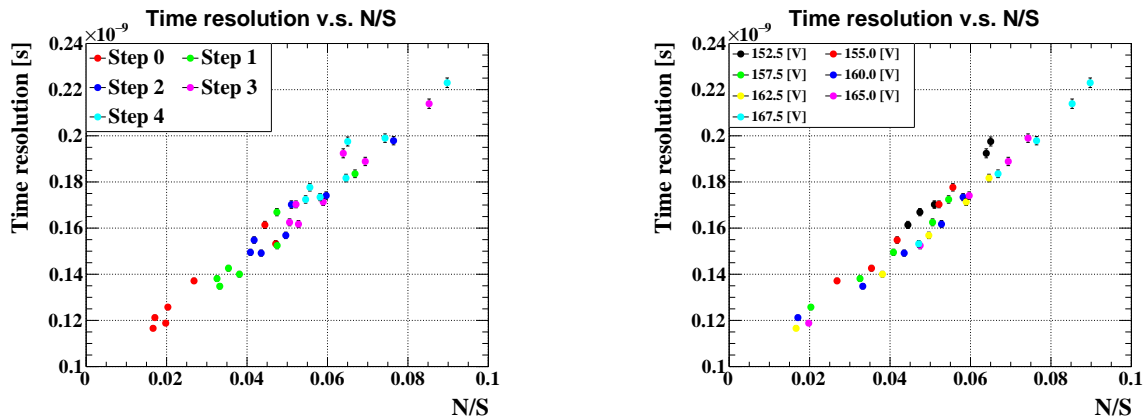 Time resolution v.s. N/S
×10⁻⁹
Time resolution [s]
0.24
0.22
0.2
0.18
0.16
0.14
0.12
0.1
Step 0 Step 1
Step 2 Step 3
Step 4
0 0.02 0.04 0.06 0.08 0.1
N/S
Time resolution v.s. N/S
×10⁻⁹
Time resolution [s]
0.24
0.22
0.2
0.18
0.16
0.14
0.12
0.1
152.5 [V] 155.0 [V]
157.5 [V] 160.0 [V]
162.5 [V] 165.0 [V]
167.5 [V]
0 0.02 0.04 0.06 0.08 0.1
N/S